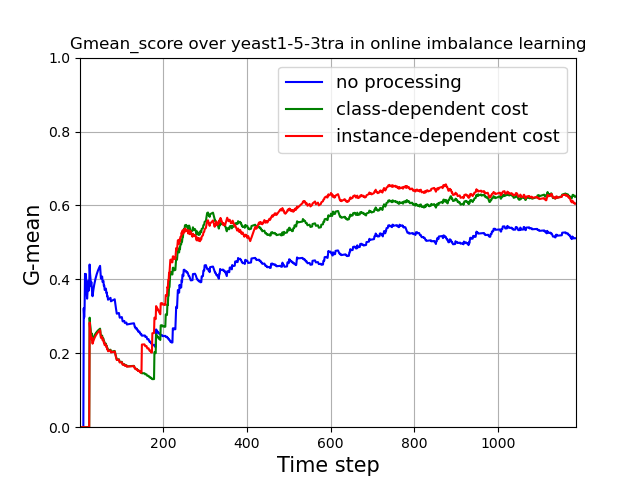 Gmean_score over yeast1-5-3tra in online imbalance learning
1.0
0.8
0.6
0.4
0.2
0.0
G-mean
no processing
class-dependent cost
instance-dependent cost
200
400
600
800
1000
Time step